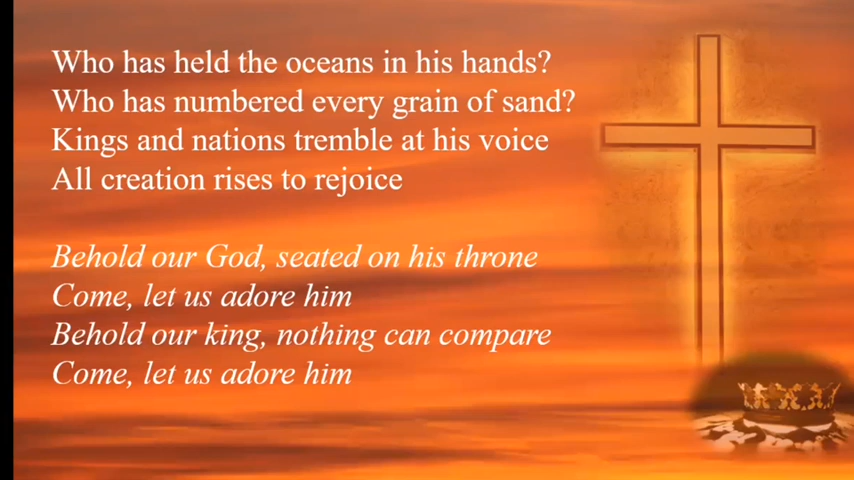 Who has held the oceans in his hands?
Who has numbered every grain of sand?
Kings and nations tremble at his voice
All creation rises to rejoice
Behold our God, seated on his throne
Come, let us adore him
Behold our king, nothing can compare
Come, let us adore him